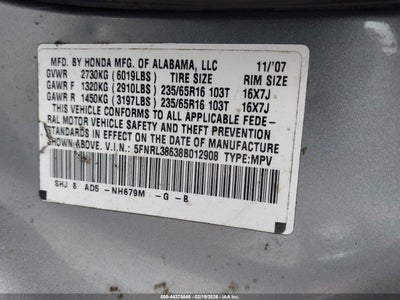 MFD. BY HONDA MFG. OF ALABAMA, LLC 11/'07
GVWR 2730KG (6019LBS) TIRE SIZE RIM SIZE
GAWR F 1320KG (2910LBS) 235/65R16 103T 16X7J
GAWR R 1450KG (3197LBS) 235/65R16 103T 16X7J
THIS VEHICLE CONFORMS TO ALL APPLICABLE FEDE-
RAL MOTOR VEHICLE SAFETY AND THEFT PREVENTION
STANDARDS IN EFFECT ON THE DATE OF MANUFACTURE
SHOWN ABOVE. V.I.N.: 5FNRL38638B012908 TYPE:MPV
SHJ 8 AD5 -NH679M -G -B
000-44375848 - 02/19/2026 - IAAI.COM